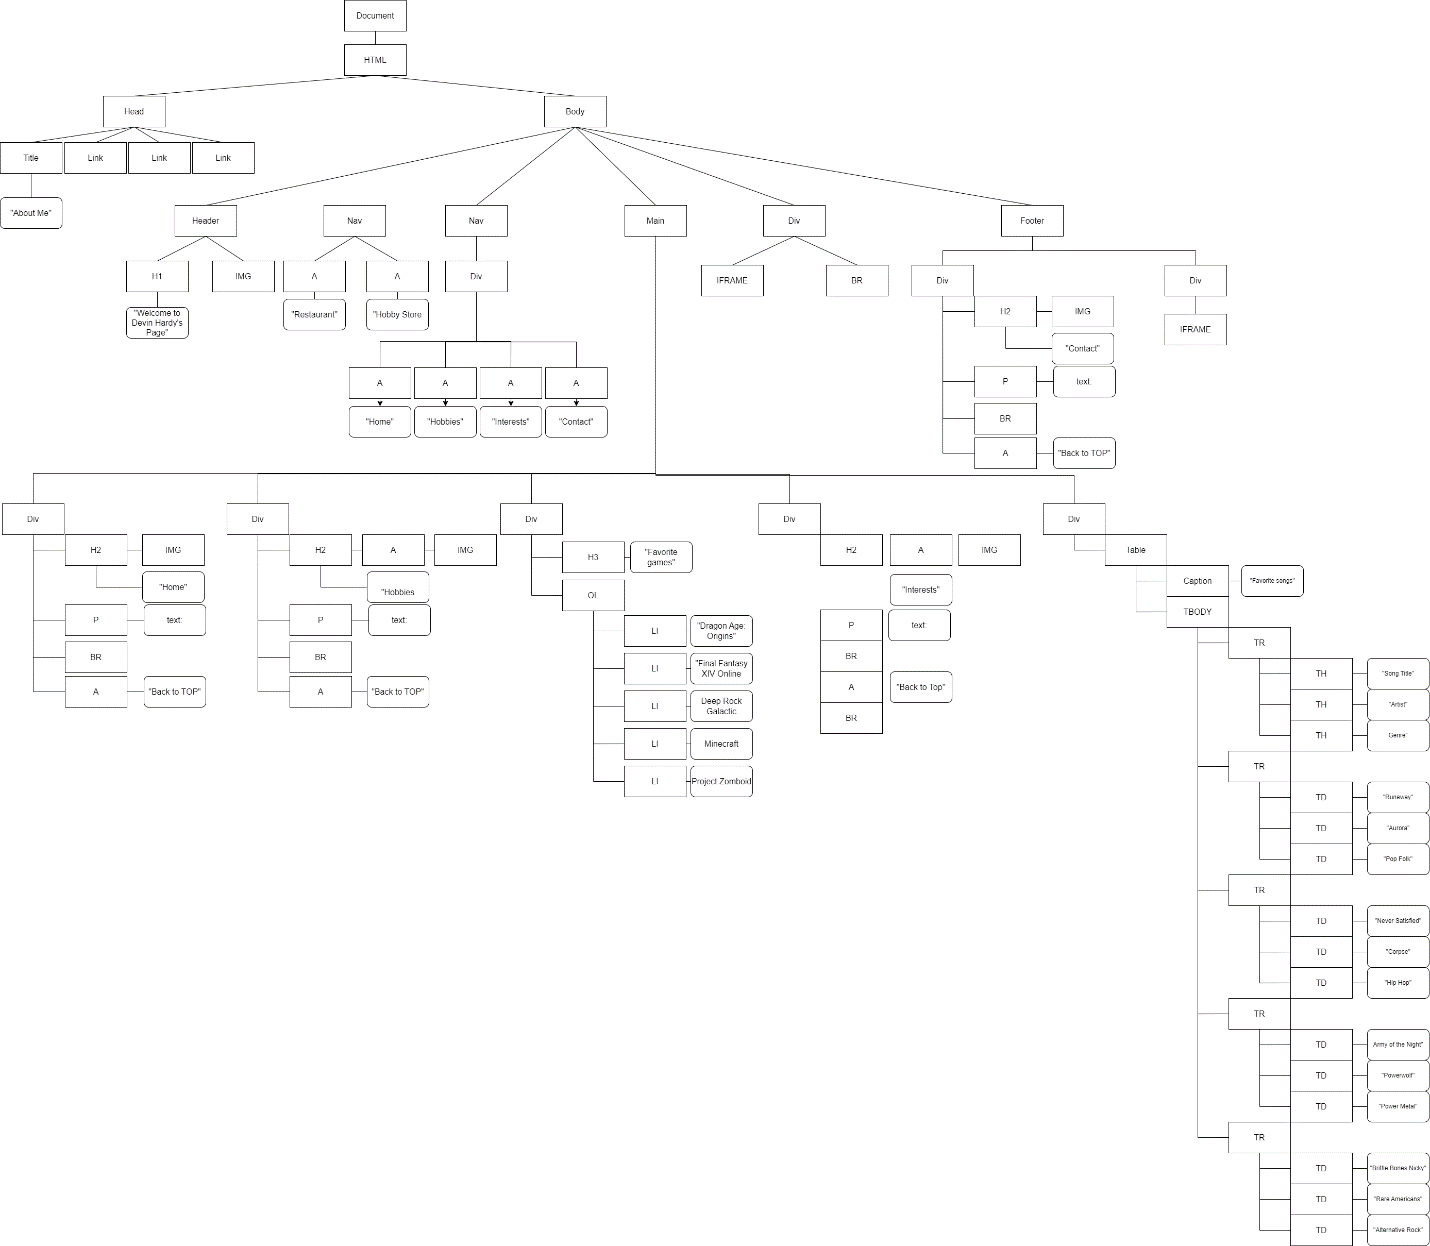 Document
HTML
Head
Body
Title
Link
Link
Link
"About Me"
Header
Nav
Nav
Main
Div
Footer
H1
IMG
A
A
Div
IFRAME
BR
Div
Div
"Welcome to
Devin Hardy's
Page"
"Restaurant"
"Hobby Store
H2
IMG
"Contact"
IFRAME
P
text:
BR
A
"Back to TOP"
A
A
A
A
"Home"
"Hobbies"
"Interests"
"Contact"
Div
H2
IMG
"Home"
P
text:
BR
A
"Back to TOP"
Div
H2
A
IMG
"Hobbies
P
text:
BR
A
"Back to TOP"
Div
H3
"Favorite
games"
OL
LI
"Dragon Age:
Origins"
LI
"Final Fantasy
XIV Online
LI
Deep Rock
Galactic
LI
Minecraft
LI
Project Zomboid
Div
H2
A
IMG
"Interests"
P
text:
BR
A
"Back to Top"
BR
Div
Table
Caption
"Favorite songs"
TBODY
TR
TH
"Song Title"
TH
"Artist"
TH
Genre"
TR
TD
"Runaway"
TD
"Aurora"
TD
"Pop Folk"
TR
TD
"Never Satisfied"
TD
"Corpse"
TD
"Hip Hop"
TR
TD
Army of the Night"
TD
"Powerwolf"
TD
"Power Metal"
TR
TD
"Brittle Bones Nicky"
TD
"Rare Americans"
TD
"Alternative Rock"